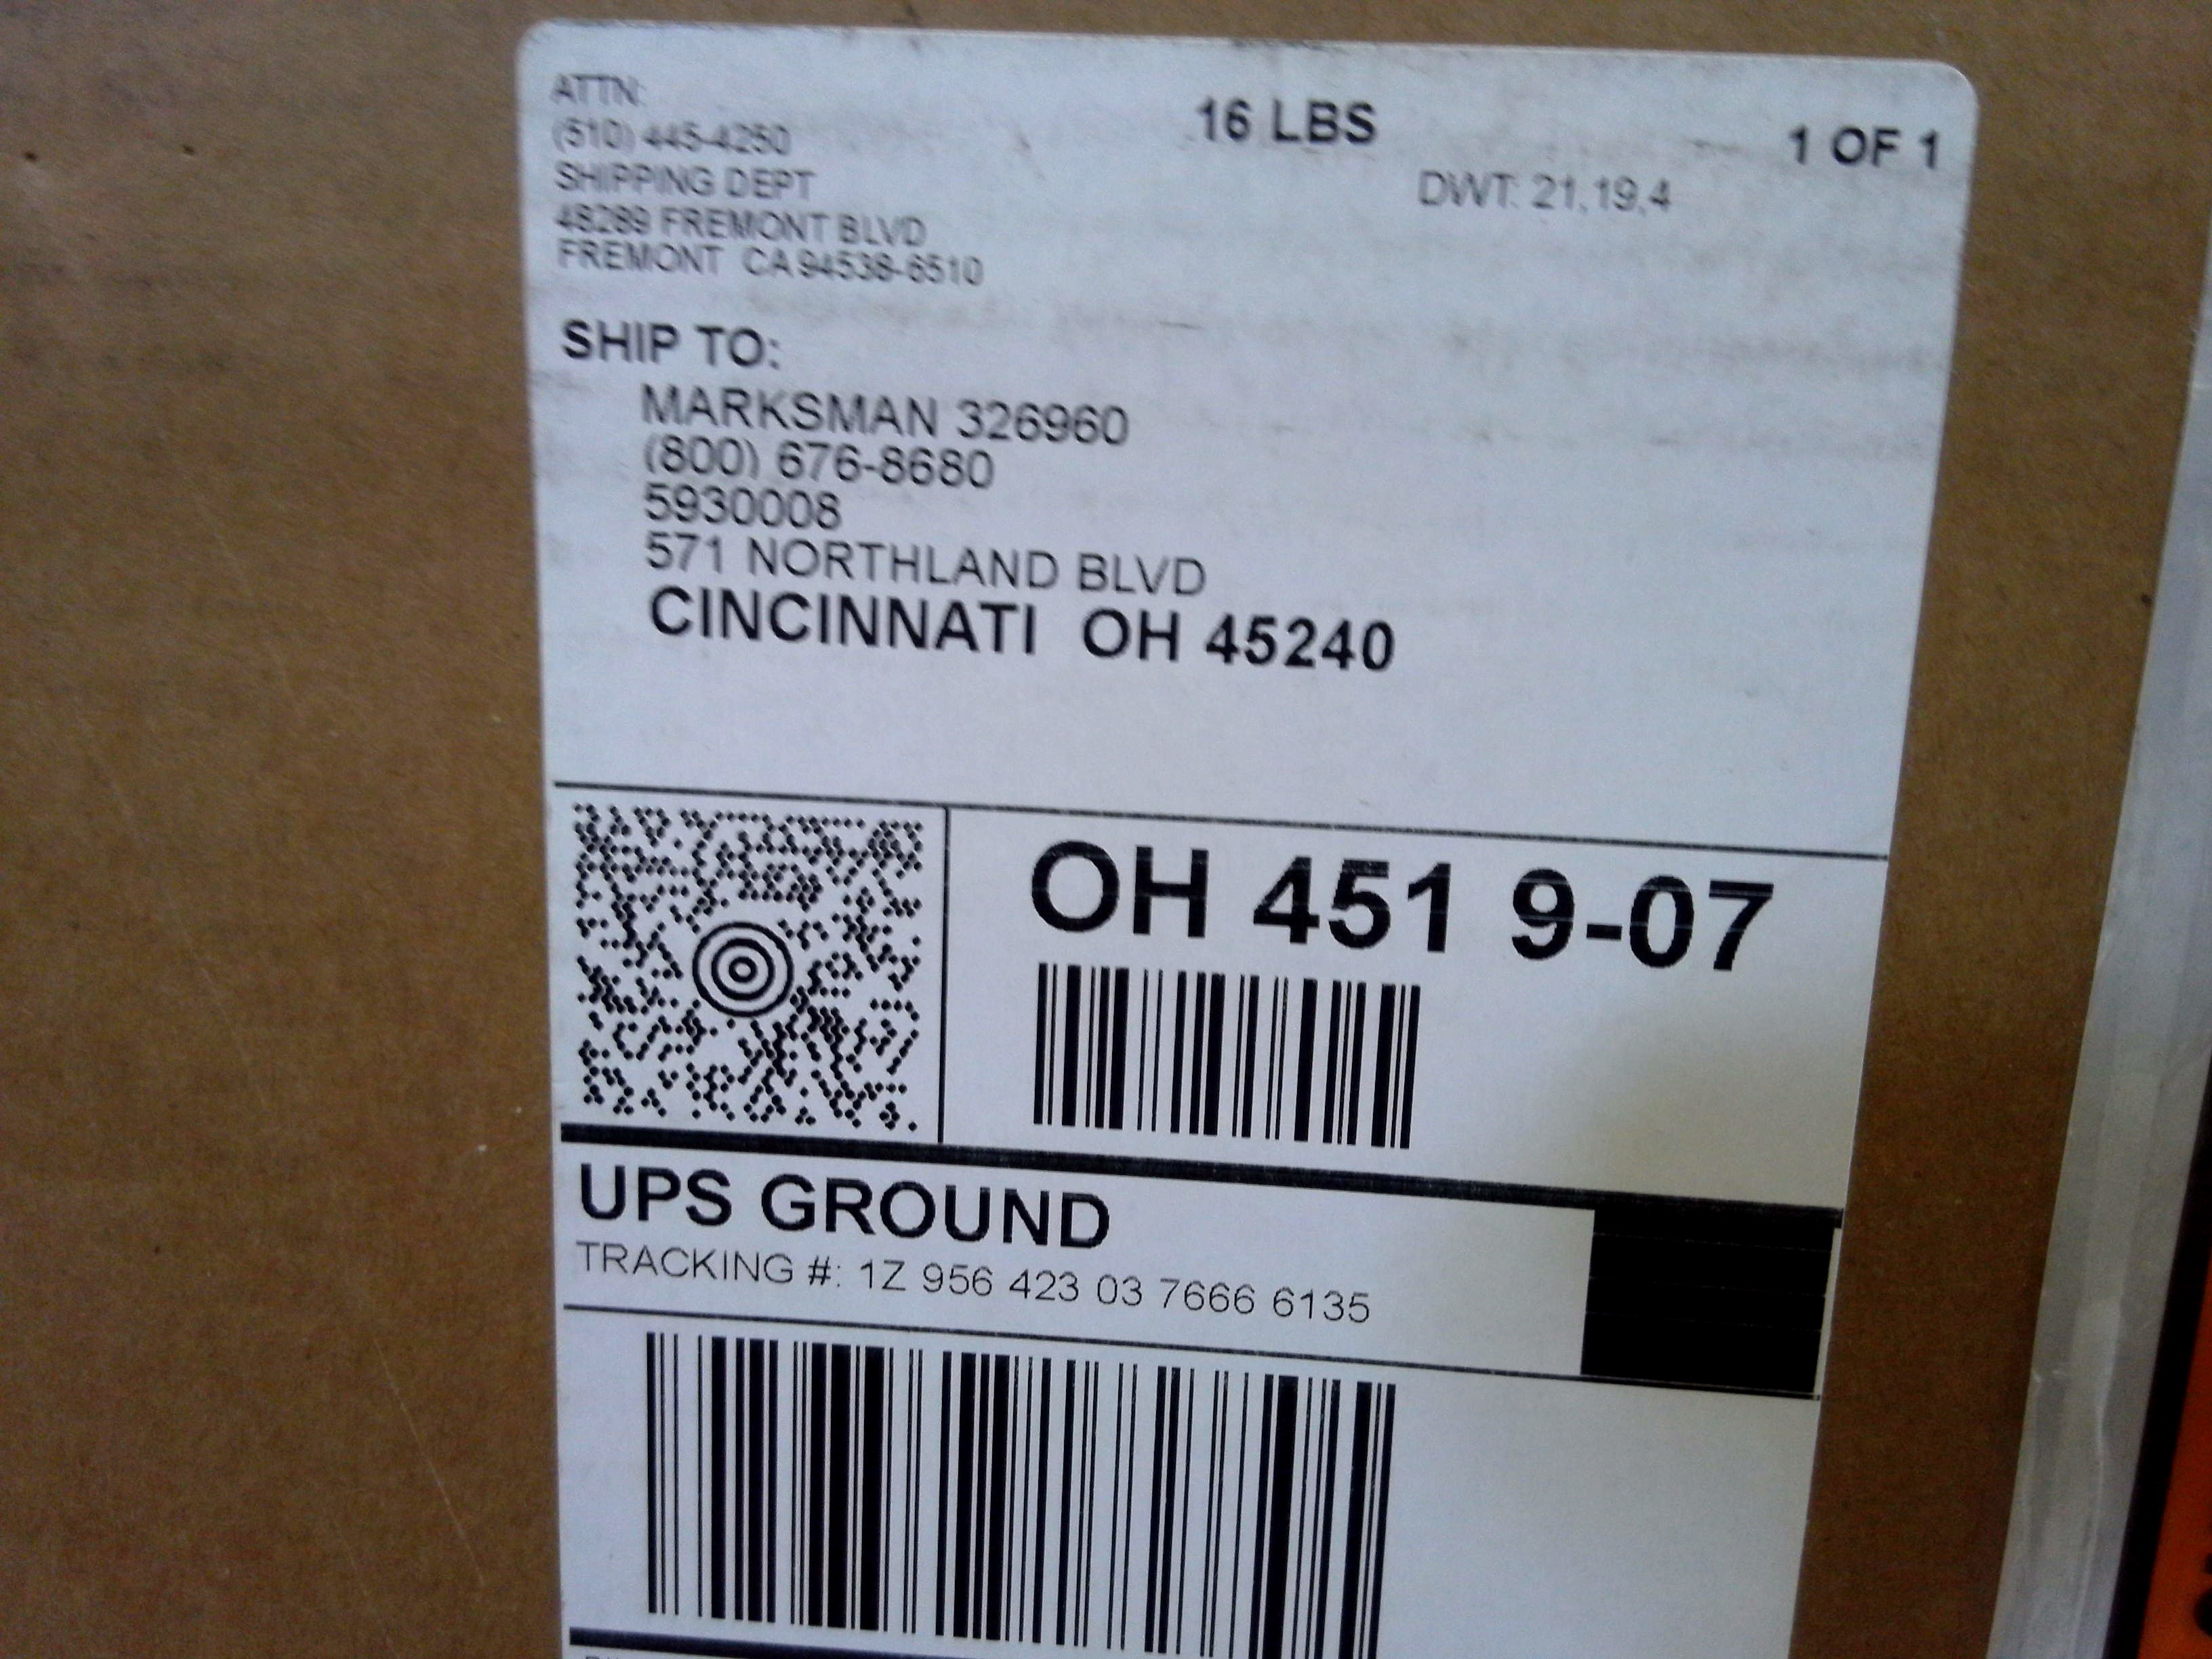 ATTN:
(510) 445-4250
SHIPPING DEPT
48289 FREMONT BLVD
FREMONT CA 94538-6510
16 LBS
1 OF 1
DWT: 21,19,4
SHIP TO:
MARKSMAN 326960
(800) 676-8680
5930008
571 NORTHLAND BLVD
CINCINNATI OH 45240
OH 451 9-07
UPS GROUND
TRACKING #: 1Z 956 423 03 7666 6135